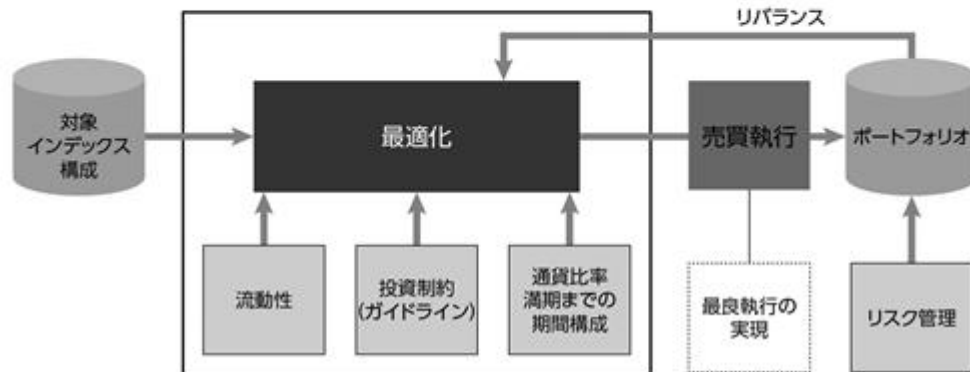 リバランス
対象
インデックス
構成
最適化
売買執行
ポートフォリオ
流動性
投資制約
(ガイドライン)
通貨比率
満期までの
期間構成
最良執行の
実現
リスク管理